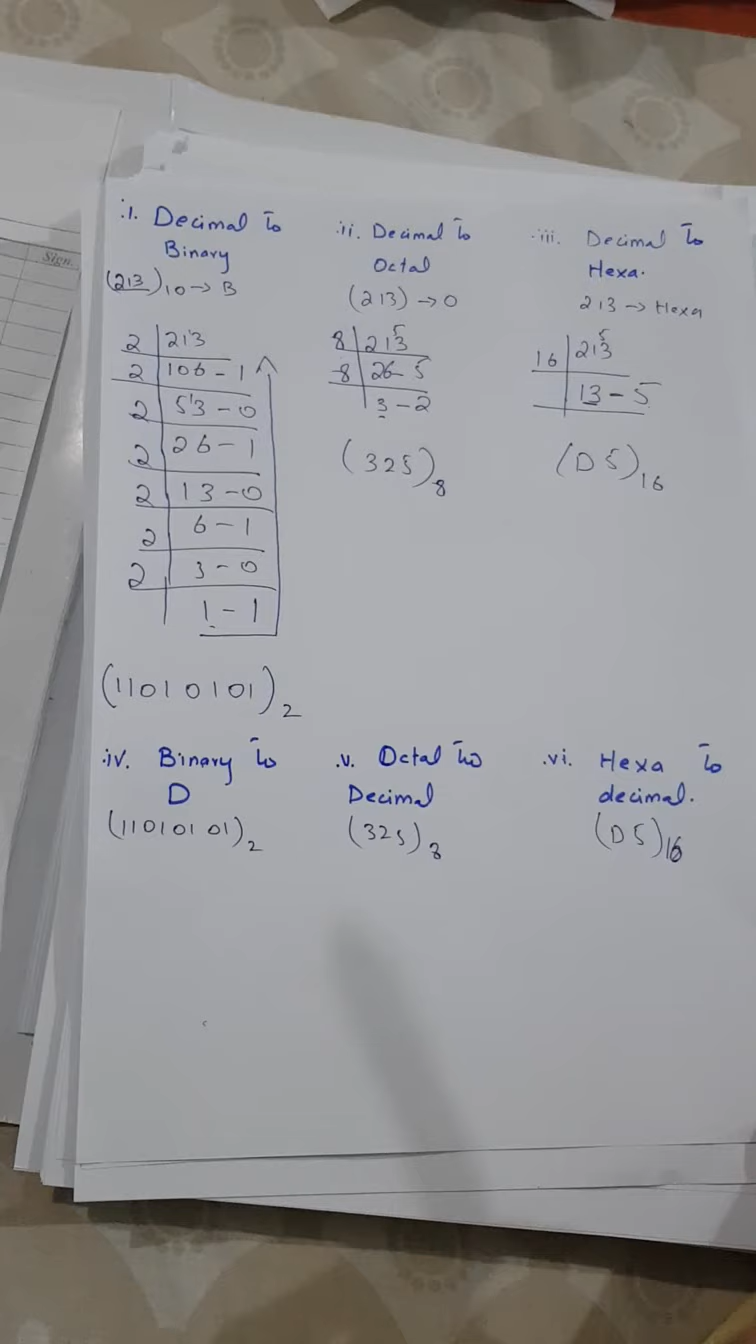 Sign.
.i. Decimal to
Binary
(213)10 → B
2 213
2 106 - 1
2 53 - 0
2 26 - 1
2 13 - 0
2 6 - 1
2 3 - 0
1 - 1
(11010101)2
.ii. Decimal to
Octal
(213) → O
8 213
8 26 - 5
3 - 2
(325)8
.iii. Decimal to
Hexa.
213 → Hexa
16 213
13 - 5
(D5)16
.iv. Binary to
D
(11010101)2
.v. Octal to
Decimal
(325)8
.vi. Hexa to
decimal.
(D5)16